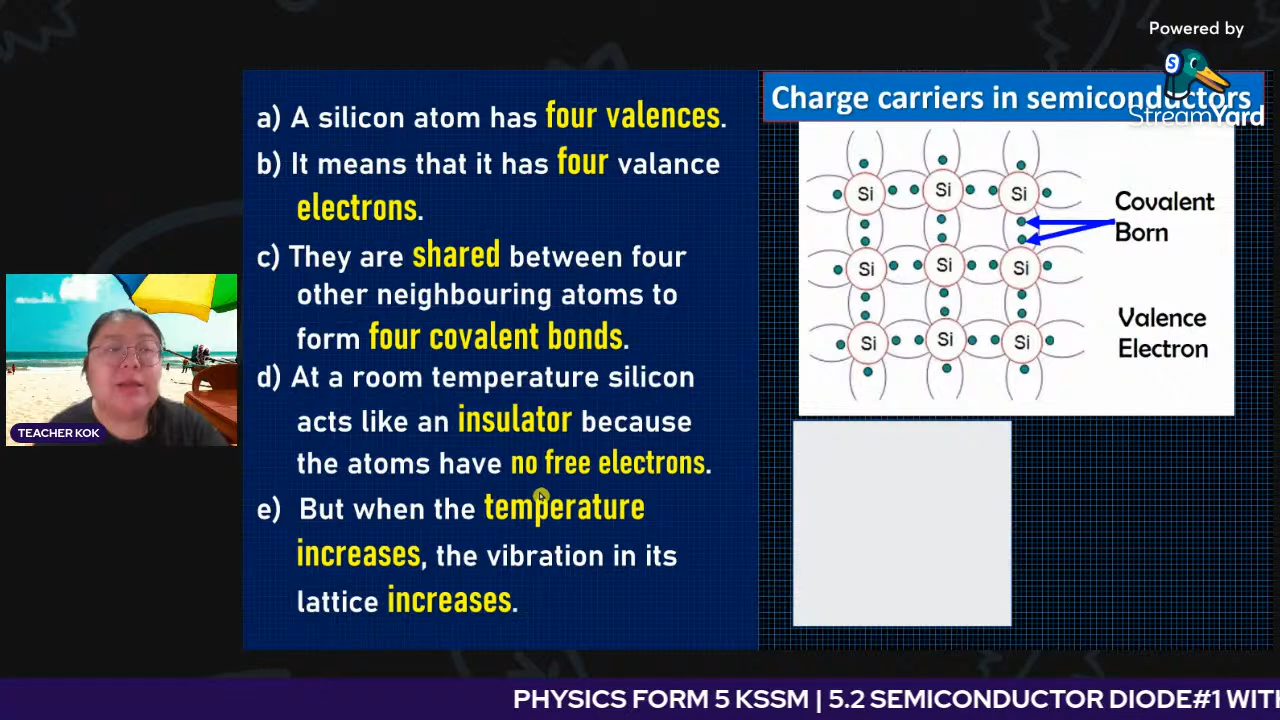 Powered by
S
StreamYard
a) A silicon atom has four valences.
b) It means that it has four valance
electrons.
c) They are shared between four
other neighbouring atoms to
form four covalent bonds.
d) At a room temperature silicon
acts like an insulator because
the atoms have no free electrons.
e) But when the temperature
increases, the vibration in its
lattice increases.
Charge carriers in semiconductors
Si Si Si
Covalent
Born
Si Si Si
Valence
Electron
Si Si Si
TEACHER KOK
PHYSICS FORM 5 KSSM | 5.2 SEMICONDUCTOR DIODE#1 WIT